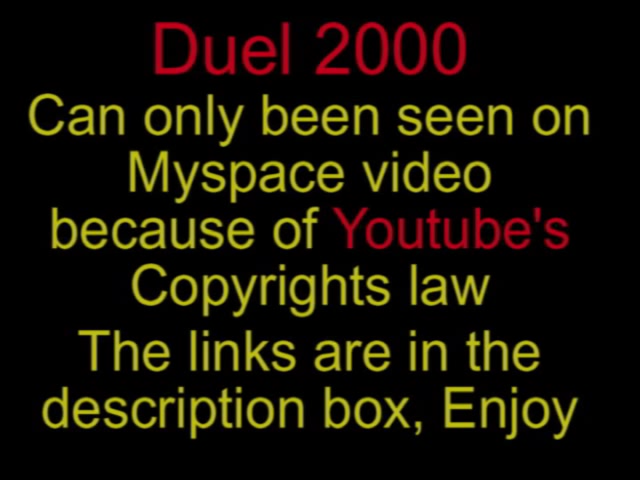 Duel 2000
Can only been seen on
Myspace video
because of Youtube's
Copyrights law
The links are in the
description box, Enjoy